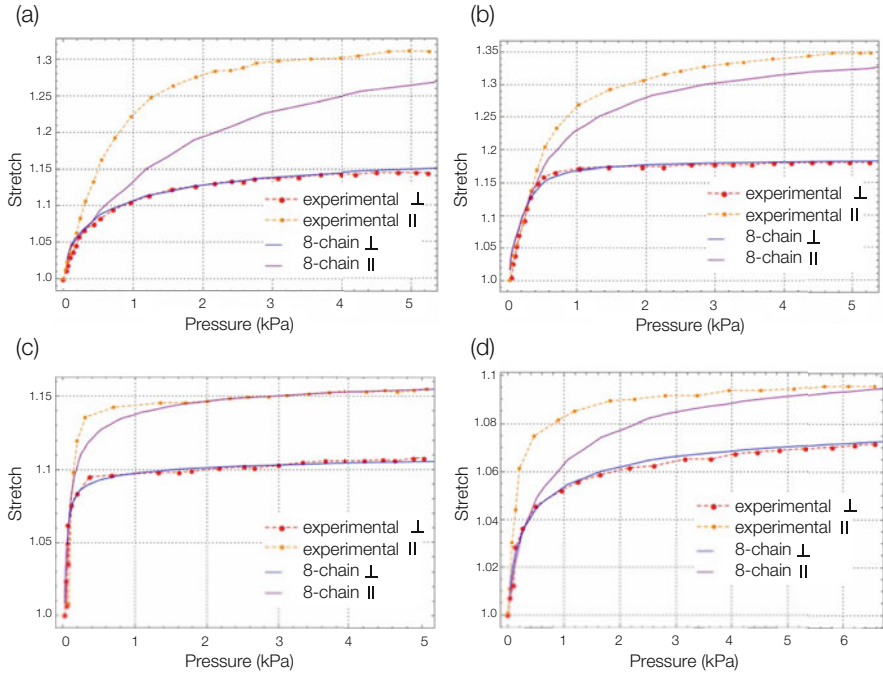 (a)
1.3
1.25
1.2
1.15
1.1
1.05
1.0
Stretch
experimental ⊥
experimental ||
8-chain ⊥
8-chain ||
0 1 2 3 4 5
Pressure (kPa)
(b)
1.35
1.3
1.25
1.2
1.15
1.1
1.05
1.0
Stretch
experimental ⊥
experimental ||
8-chain ⊥
8-chain ||
0 1 2 3 4 5
Pressure (kPa)
(c)
1.15
1.1
1.05
1.0
Stretch
experimental ⊥
experimental ||
8-chain ⊥
8-chain ||
0 1 2 3 4 5
Pressure (kPa)
(d)
1.1
1.08
1.06
1.04
1.02
1.0
Stretch
experimental ⊥
experimental ||
8-chain ⊥
8-chain ||
0 1 2 3 4 5 6
Pressure (kPa)